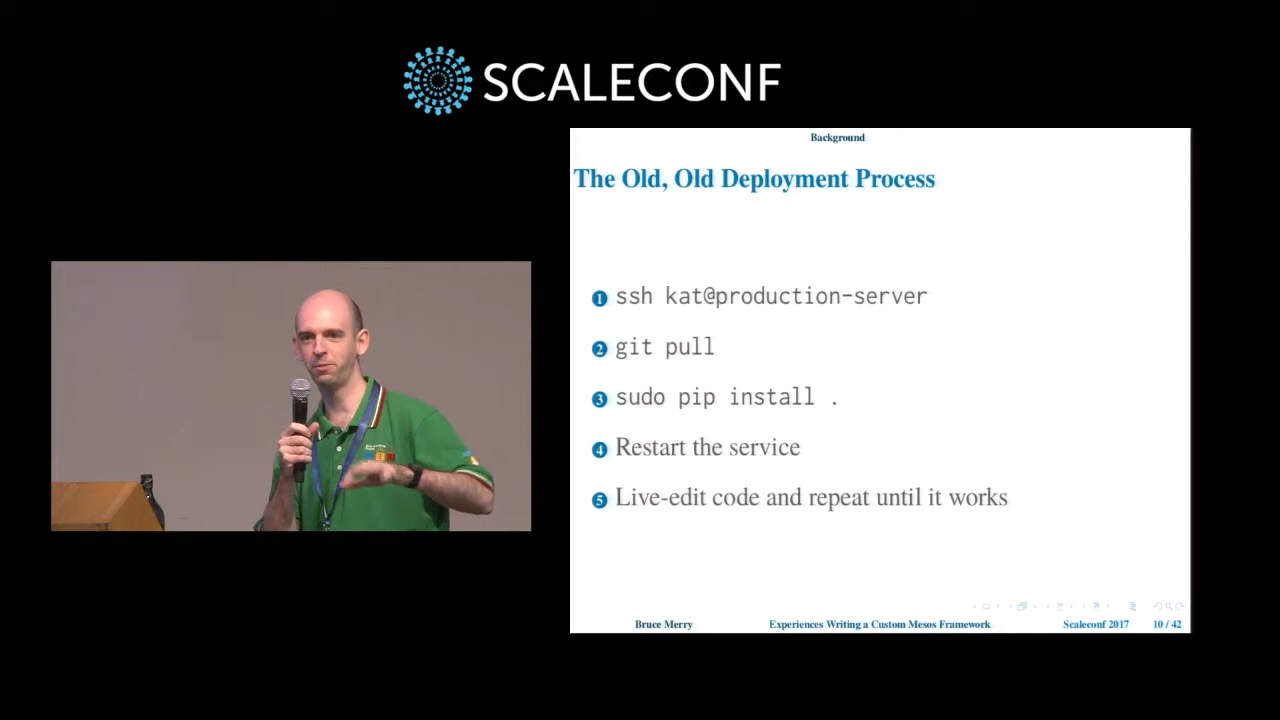 SCALECONF
Background
The Old, Old Deployment Process
1 ssh kat@production-server
2 git pull
3 sudo pip install .
4 Restart the service
5 Live-edit code and repeat until it works
Bruce Merry Experiences Writing a Custom Mesos Framework Scaleconf 2017 10 / 42